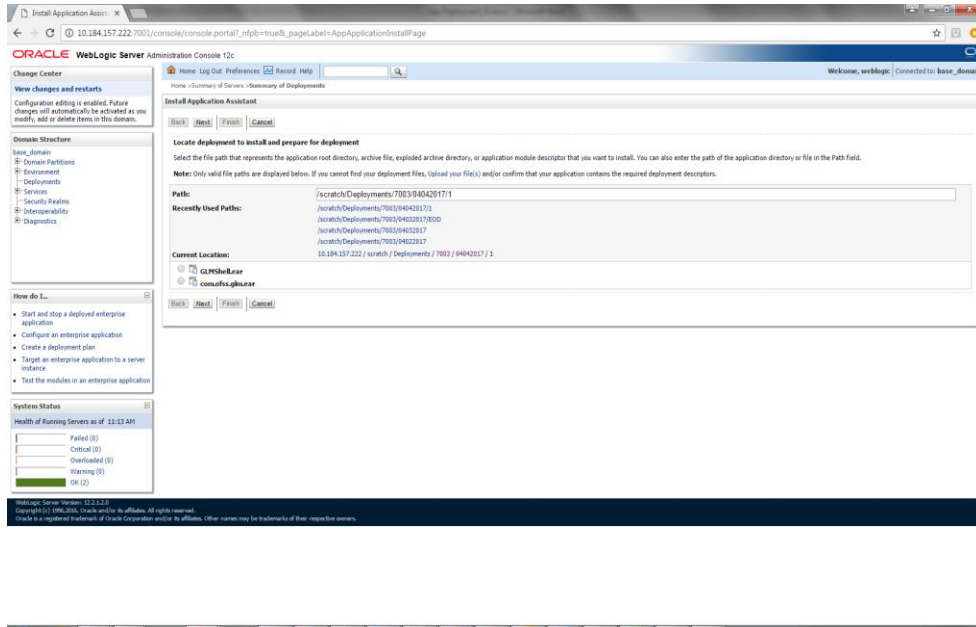 Install Application Assist
10.184.157.222:7001/console/console.portal?_nfpb=true&_pageLabel=AppApplicationInstallPage
ORACLE WebLogic Server Administration Console 12c
Change Center
View changes and restarts
Configuration editing is enabled. Future
changes will automatically be activated as you
modify, add or delete items in this domain.
Domain Structure
base_domain
Domain Partitions
Environment
Deployments
Services
Security Realms
Interoperability
Diagnostics
How do I...
Start and stop a deployed enterprise
application
Configure an enterprise application
Create a deployment plan
Target an enterprise application to a server
instance
Test the modules in an enterprise application
System Status
Health of Running Servers as of 11:13 AM
Failed (0)
Critical (0)
Overloaded (0)
Warning (0)
OK (2)
Home Log Out Preferences Record Help
Welcome, weblogic Connected to: base_domai
Home >Summary of Servers >Summary of Deployments
Install Application Assistant
Back Next Finish Cancel
Locate deployment to install and prepare for deployment
Select the file path that represents the application root directory, archive file, exploded archive directory, or application module descriptor that you want to install. You can also enter the path of the application directory or file in the Path field.
Note: Only valid file paths are displayed below. If you cannot find your deployment files, Upload your file(s) and/or confirm that your application contains the required deployment descriptors.
Path: /scratch/Deployments/7003/04042017/1
Recently Used Paths: /scratch/Deployments/7003/04042017/1
/scratch/Deployments/7003/04032017/EOD
/scratch/Deployments/7003/04032017
/scratch/Deployments/7003/04022017
Current Location: 10.184.157.222 / scratch / Deployments / 7003 / 04042017 / 1
GLMShell.ear
com.ofss.glm.ear
Back Next Finish Cancel
WebLogic Server Version: 12.2.1.2.0
Copyright (c) 1996,2016, Oracle and/or its affiliates. All rights reserved.
Oracle is a registered trademark of Oracle Corporation and/or its affiliates. Other names may be trademarks of their respective owners.